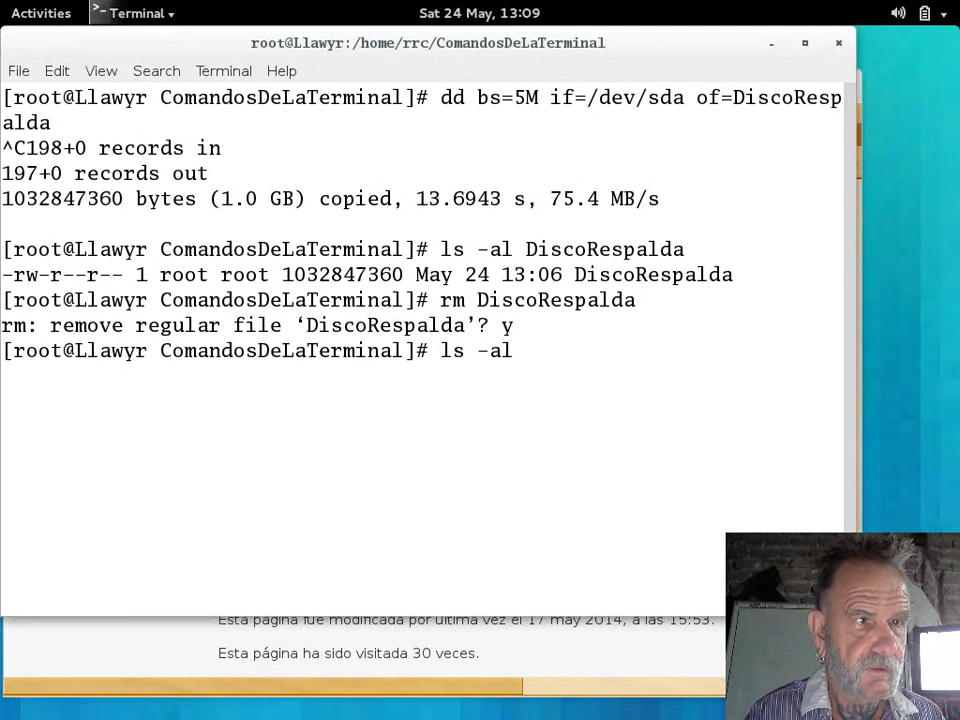 Activities >_ Terminal Sat 24 May, 13:09
root@Llawyr:/home/rrc/ComandosDeLaTerminal
File Edit View Search Terminal Help
[root@Llawyr ComandosDeLaTerminal]# dd bs=5M if=/dev/sda of=DiscoResp
alda
^C198+0 records in
197+0 records out
1032847360 bytes (1.0 GB) copied, 13.6943 s, 75.4 MB/s
[root@Llawyr ComandosDeLaTerminal]# ls -al DiscoRespalda
-rw-r--r-- 1 root root 1032847360 May 24 13:06 DiscoRespalda
[root@Llawyr ComandosDeLaTerminal]# rm DiscoRespalda
rm: remove regular file ‘DiscoRespalda’? y
[root@Llawyr ComandosDeLaTerminal]# ls -al
Esta página fue modificada por última vez el 17 may 2014, a las 15:53.
Esta página ha sido visitada 30 veces.